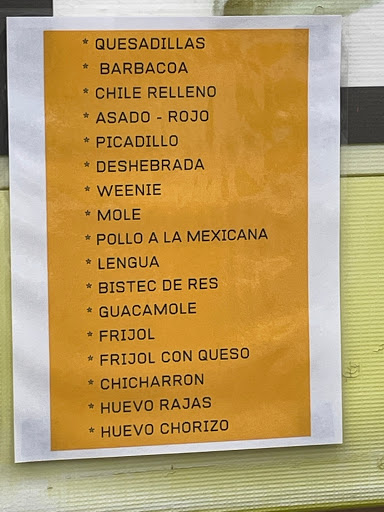 * QUESADILLAS
* BARBACOA
* CHILE RELLENO
* ASADO - ROJO
* PICADILLO
* DESHEBRADA
* WEENIE
* MOLE
* POLLO A LA MEXICANA
* LENGUA
* BISTEC DE RES
* GUACAMOLE
* FRIJOL
* FRIJOL CON QUESO
* CHICHARRON
* HUEVO RAJAS
* HUEVO CHORIZO